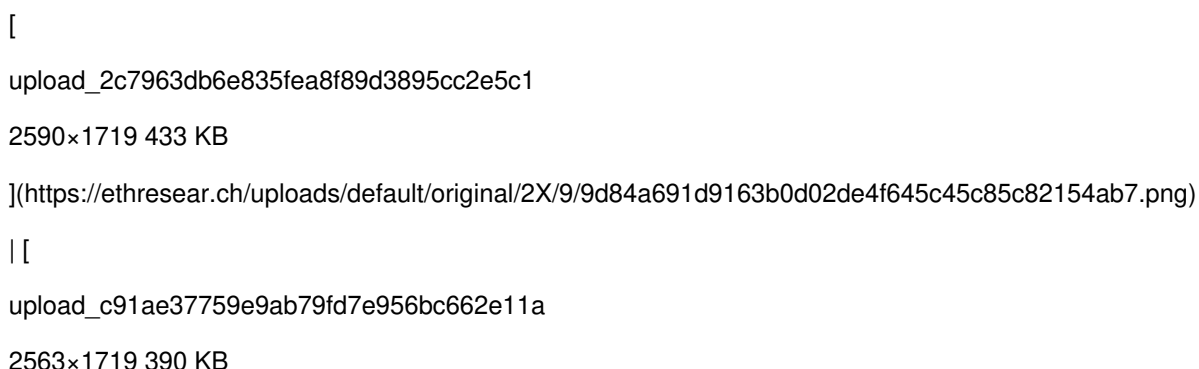 [
upload_2c7963db6e835fea8f89d3895cc2e5c1
2590×1719 433 KB
](https://ethresear.ch/uploads/default/original/2X/9/9d84a691d9163b0d02de4f645c45c85c82154ab7.png)
| [
upload_c91ae37759e9ab79fd7e956bc662e11a
2563×1719 390 KB